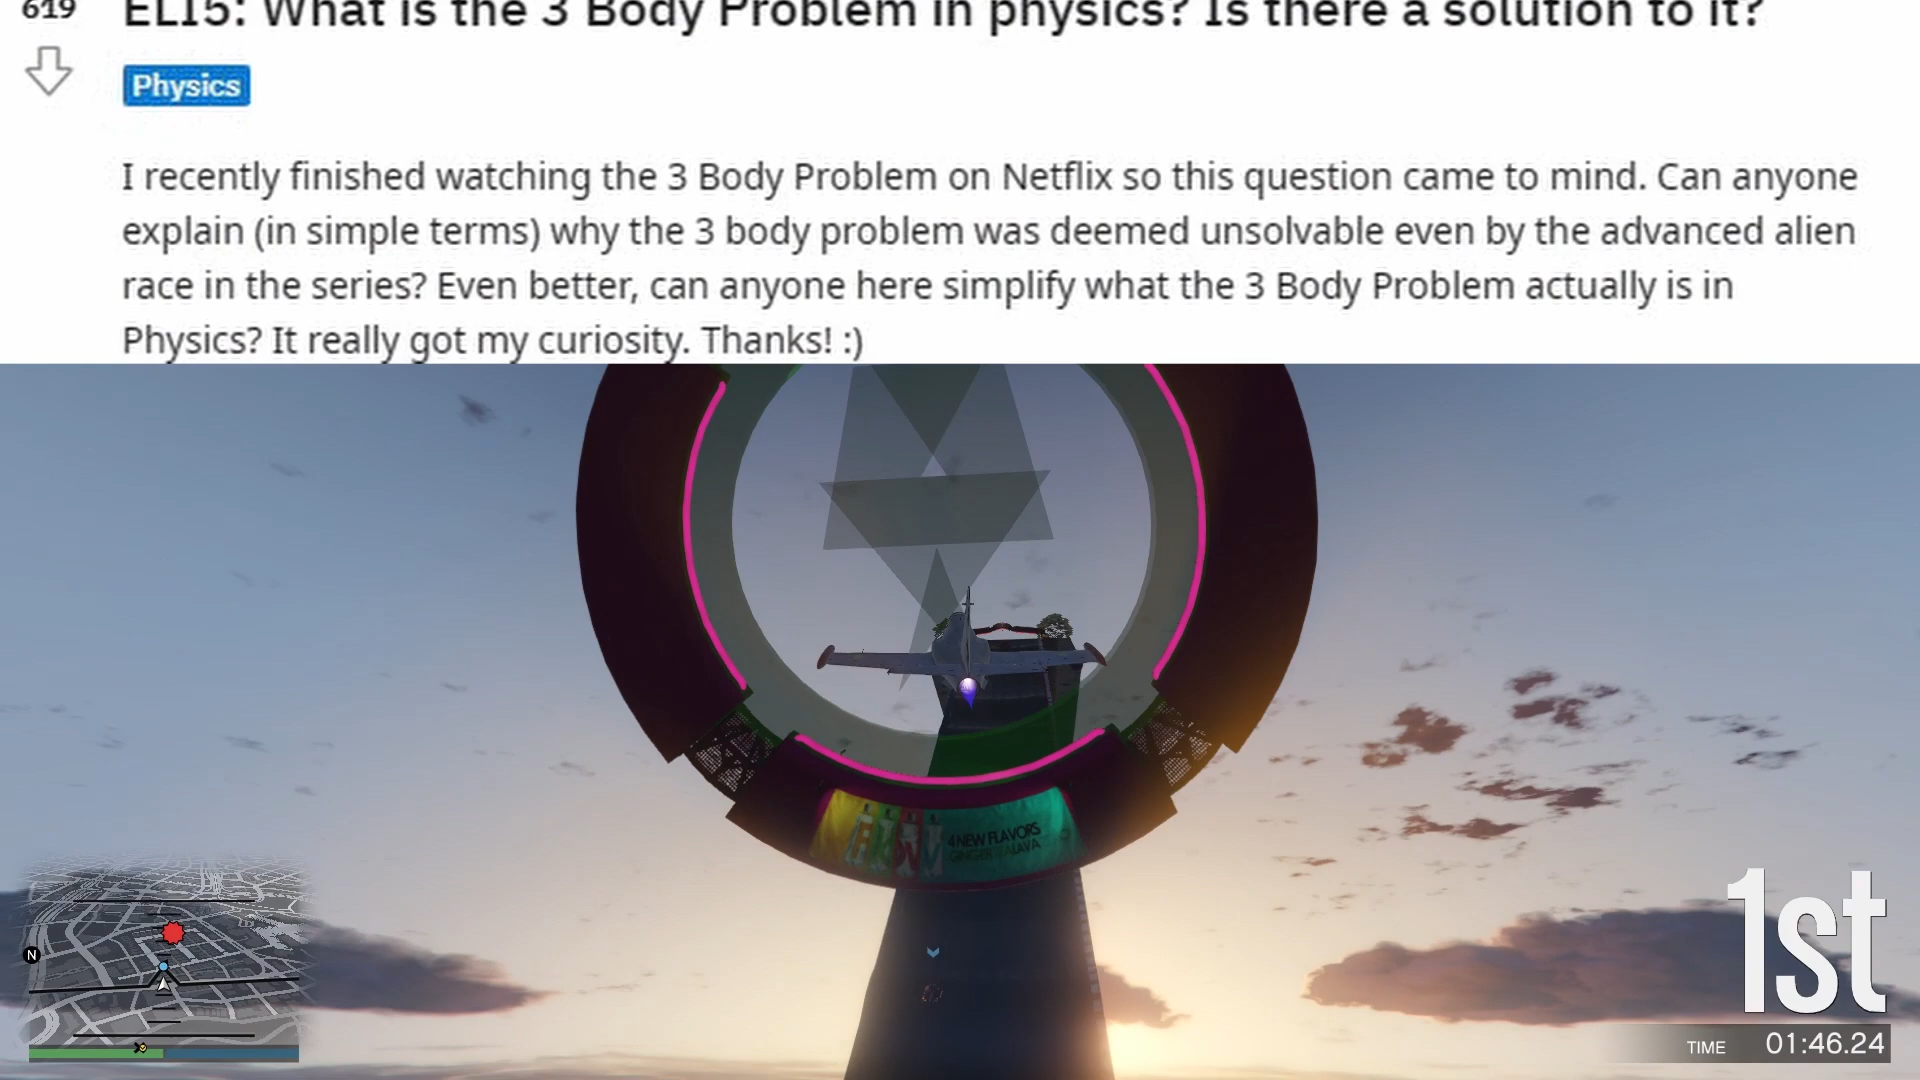 619
ELI5: What is the 3 Body Problem in physics? Is there a solution to it?
Physics
I recently finished watching the 3 Body Problem on Netflix so this question came to mind. Can anyone
explain (in simple terms) why the 3 body problem was deemed unsolvable even by the advanced alien
race in the series? Even better, can anyone here simplify what the 3 Body Problem actually is in
Physics? It really got my curiosity. Thanks! :)
4 NEW FLAVORS
N
1st
TIME 01:46.24